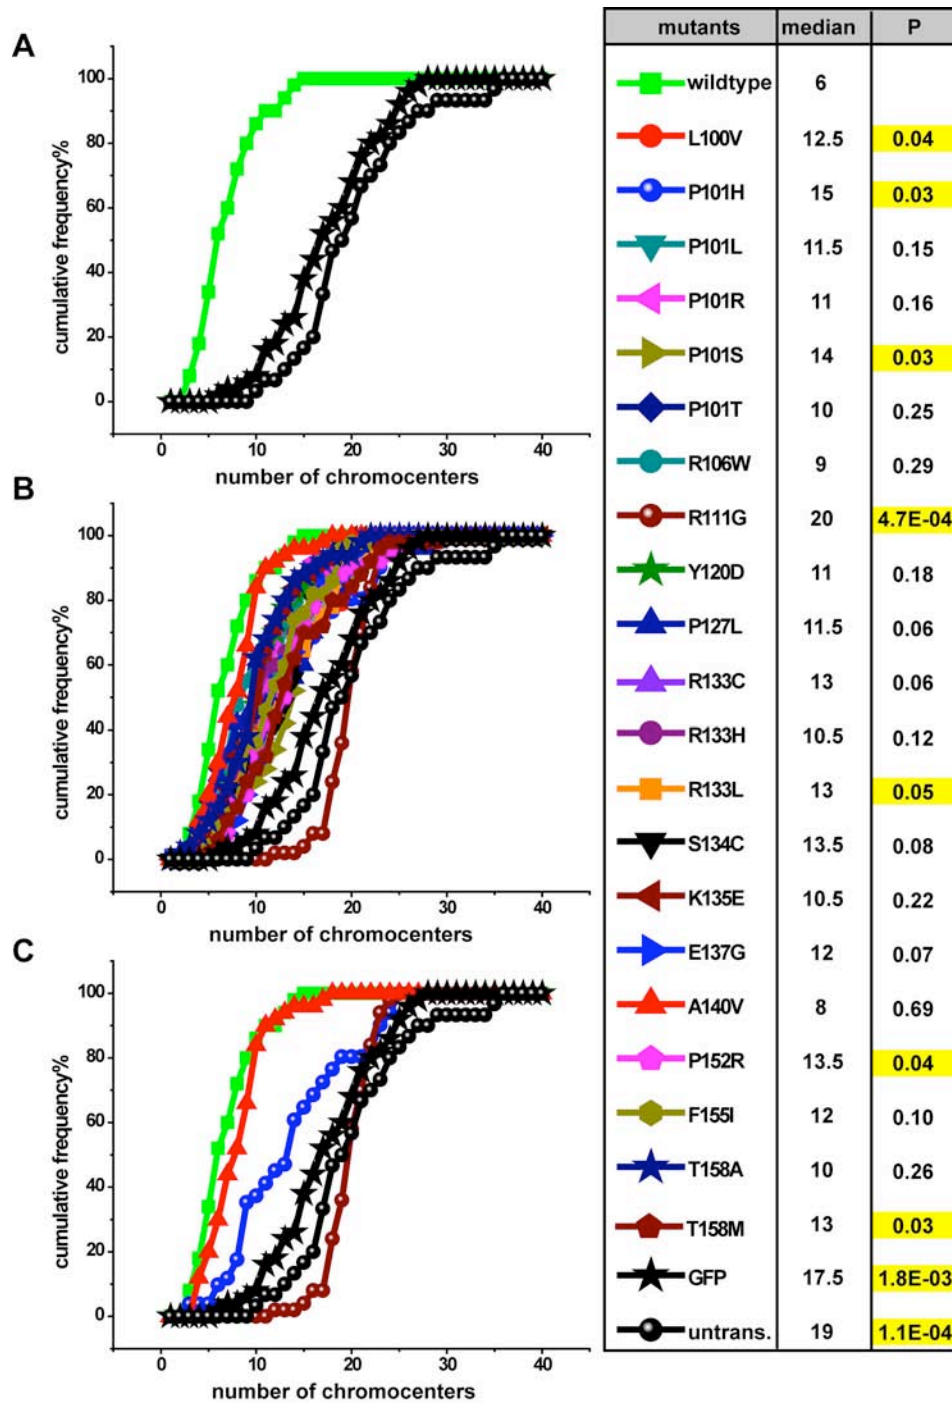 A
100
80
60
40
20
0
cumulative frequency%
0 10 20 30 40
number of chromocenters
B
100
80
60
40
20
0
cumulative frequency%
0 10 20 30 40
number of chromocenters
C
100
80
60
40
20
0
cumulative frequency%
0 10 20 30 40
number of chromocenters
mutants median P
wildtype 6
L100V 12.5 0.04
P101H 15 0.03
P101L 11.5 0.15
P101R 11 0.16
P101S 14 0.03
P101T 10 0.25
R106W 9 0.29
R111G 20 4.7E-04
Y120D 11 0.18
P127L 11.5 0.06
R133C 13 0.06
R133H 10.5 0.12
R133L 13 0.05
S134C 13.5 0.08
K135E 10.5 0.22
E137G 12 0.07
A140V 8 0.69
P152R 13.5 0.04
F155I 12 0.10
T158A 10 0.26
T158M 13 0.03
GFP 17.5 1.8E-03
untrans. 19 1.1E-04